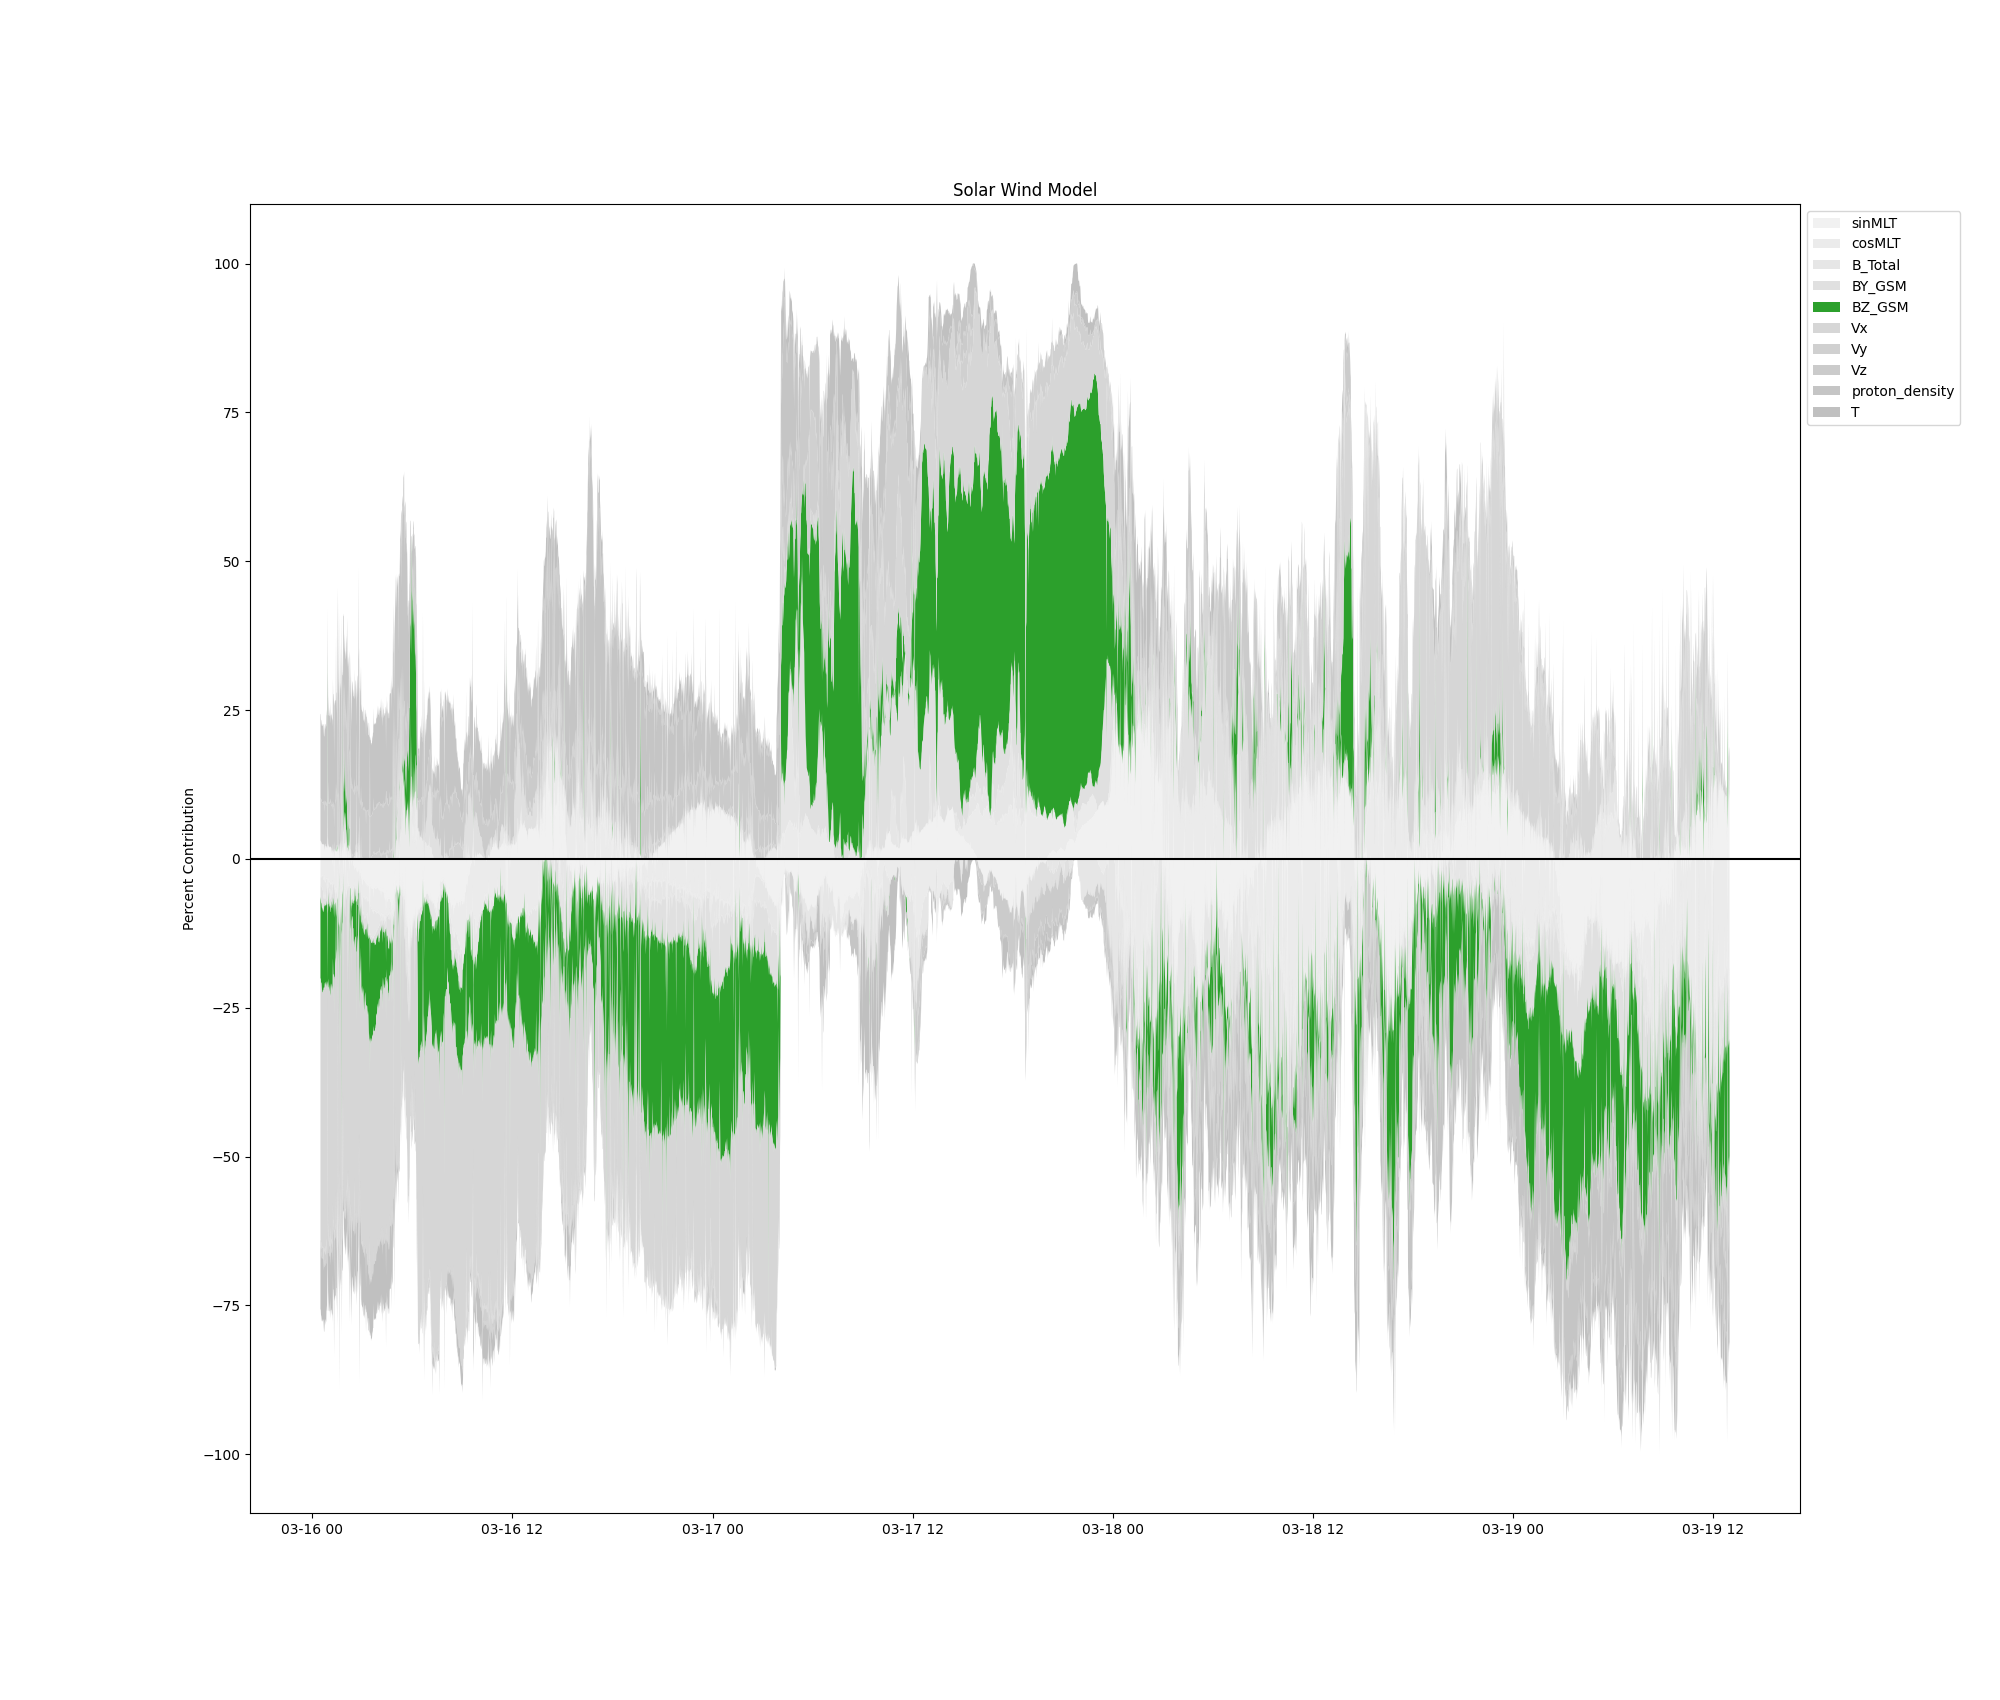 Solar Wind Model
sinMLT
cosMLT
B_Total
BY_GSM
BZ_GSM
Vx
Vy
Vz
proton_density
T
Percent Contribution
100
75
50
25
0
−25
−50
−75
−100
03-16 00
03-16 12
03-17 00
03-17 12
03-18 00
03-18 12
03-19 00
03-19 12